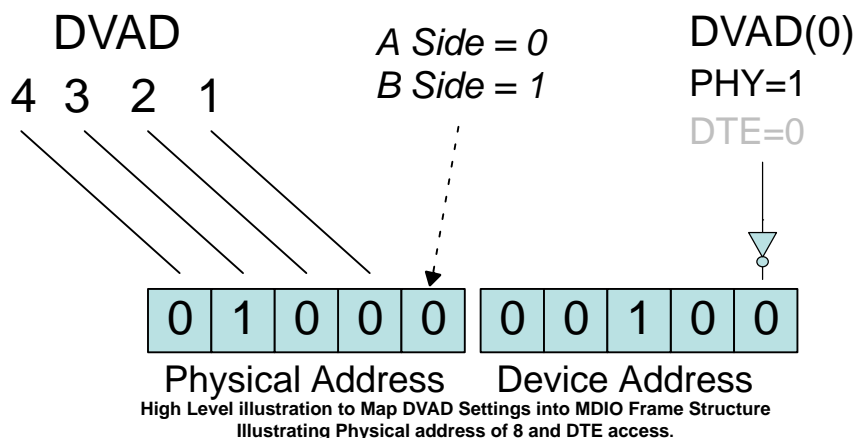 DVAD
4 3 2 1
A Side = 0
B Side = 1
DVAD(0)
PHY=1
DTE=0
0 1 0 0 0 0 0 1 0 0
Physical Address Device Address
High Level illustration to Map DVAD Settings into MDIO Frame Structure
Illustrating Physical address of 8 and DTE access.